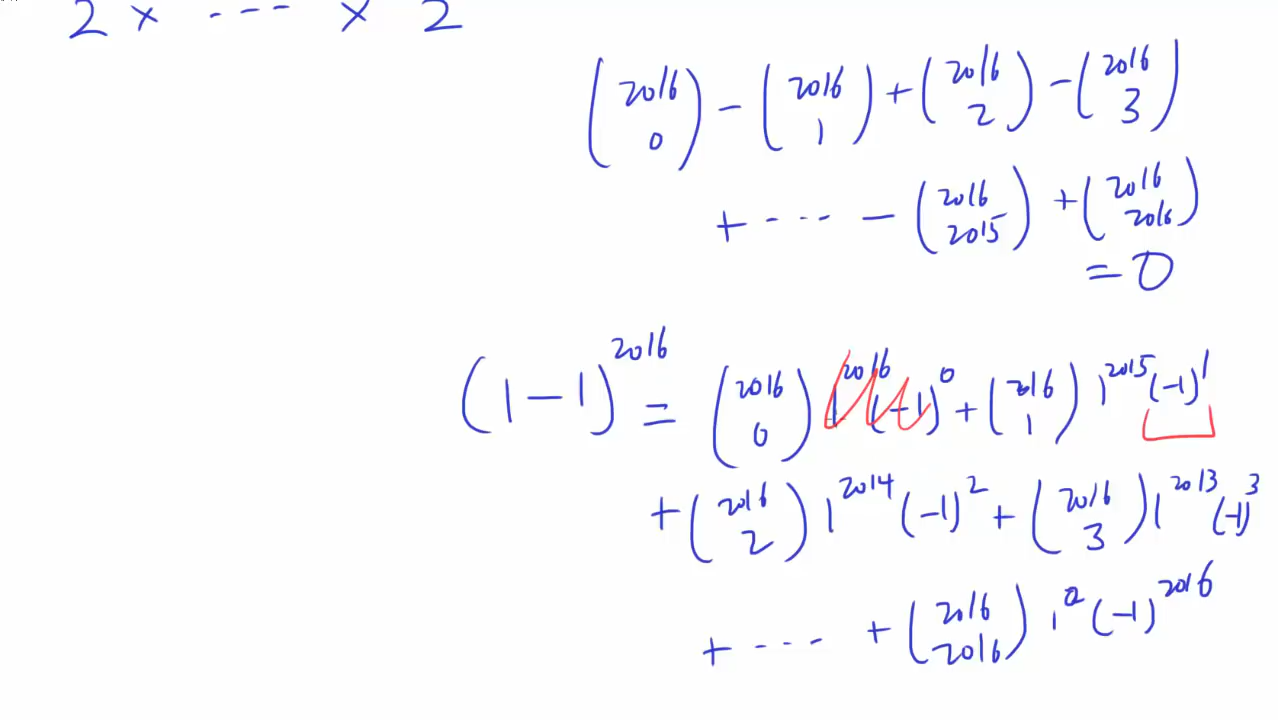 2 × ... × 2
(2016 0) − (2016 1) + (2016 2) − (2016 3)
+ ... − (2016 2015) + (2016 2016)
= 0
(1 − 1)^2016 = (2016 0) 1^2016 (−1)^0 + (2016 1) 1^2015 (−1)^1
+ (2016 2) 1^2014 (−1)^2 + (2016 3) 1^2013 (−1)^3
+ ... + (2016 2016) 1^0 (−1)^2016